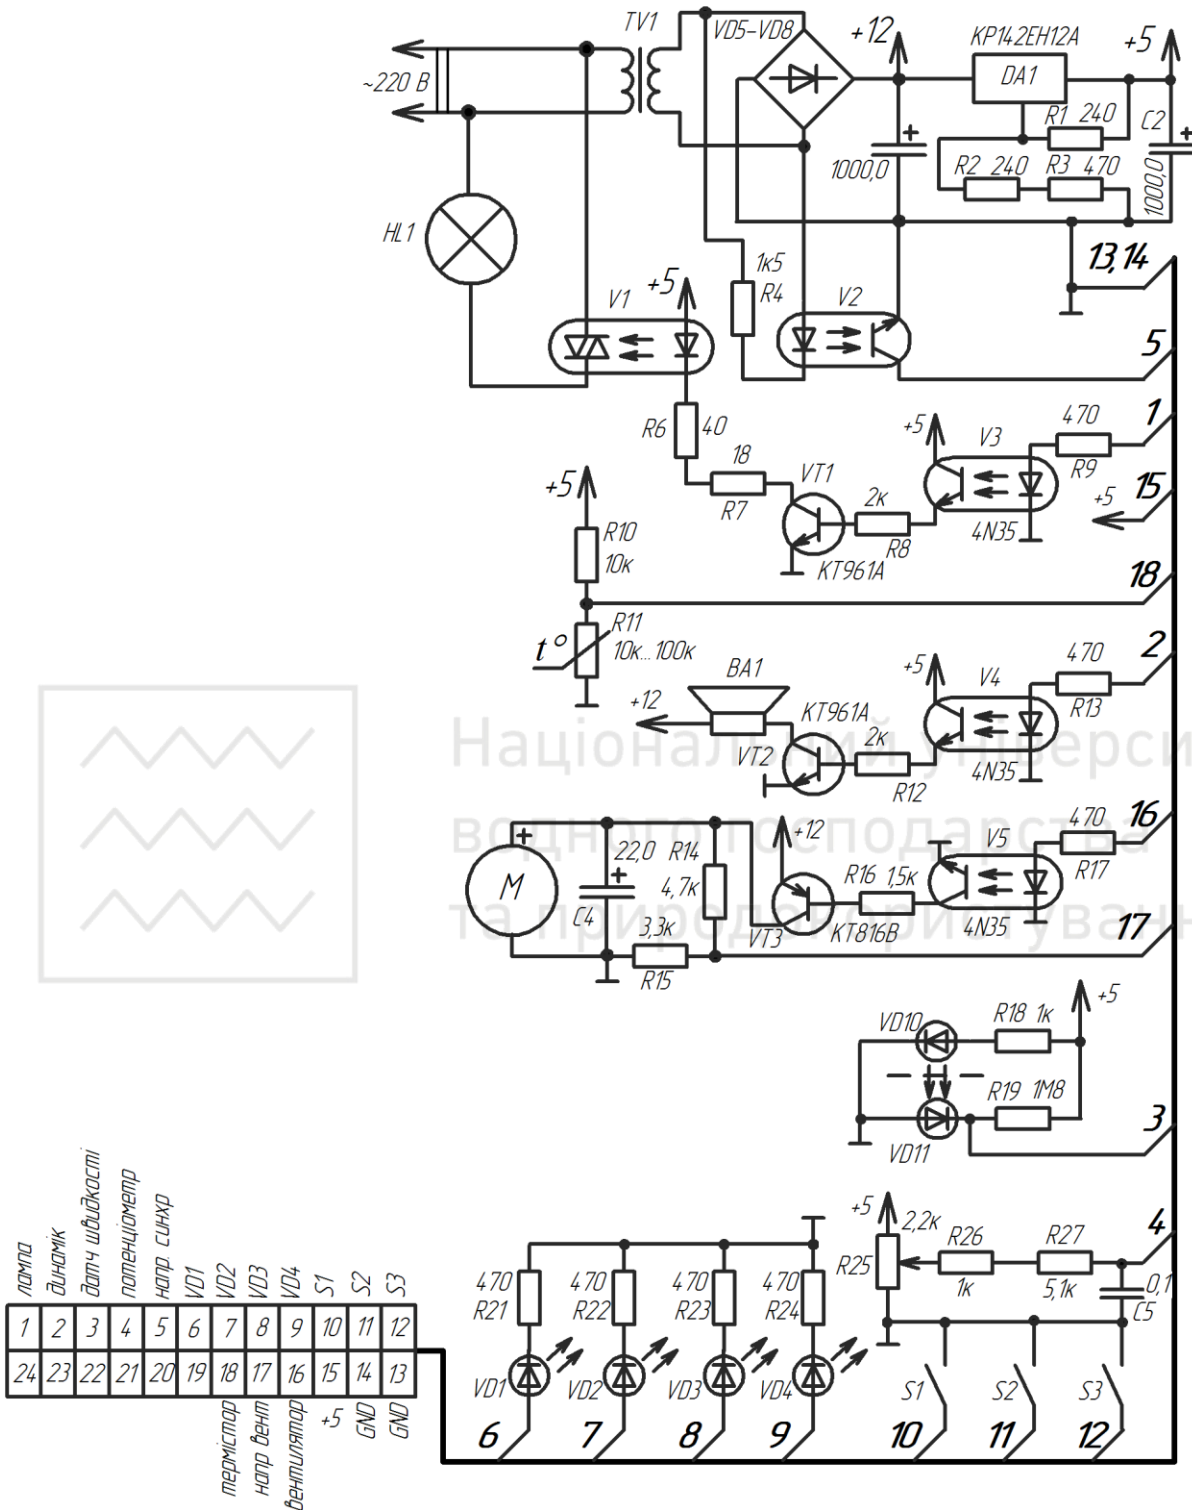 TV1
VD5-VD8
+12
КР142ЕН12А
+5
~220 В
DA1
R1 240
C2
+
+
1000,0
R2 240 R3 470
1000,0
HL1
13,14
1к5
R4
V1
+5
V2
5
R6
40
18
R7
VT1
2к
R8
КТ961А
+5
V3
470
R9
4N35
1
15
+5
+5
R10
10к
18
R11
t°
10к...100к
BA1
+12
КТ961А
VT2
2к
R12
+5
V4
470
R13
4N35
2
Національний універси
водного господарства
та природокористуван
+
M
22,0
+
C4
R14
4,7к
3,3к
R15
+12
VT3
R16 1,5к
КТ816В
V5
470
R17
4N35
16
17
VD10
R18 1к
+5
R19 1М8
VD11
3
+5
2,2к
R25
R26
1к
R27
5,1к
4
0,1
C5
470
R21
470
R22
470
R23
470
R24
VD1
VD2
VD3
VD4
S1
S2
S3
6
7
8
9
10
11
12
лампа
динамік
датч швидкості
потенціометр
напр. синхр
VD1
VD2
VD3
VD4
S1
S2
S3
1 2 3 4 5 6 7 8 9 10 11 12
24 23 22 21 20 19 18 17 16 15 14 13
термістор
напр вент
вентилятор
+5
GND
GND